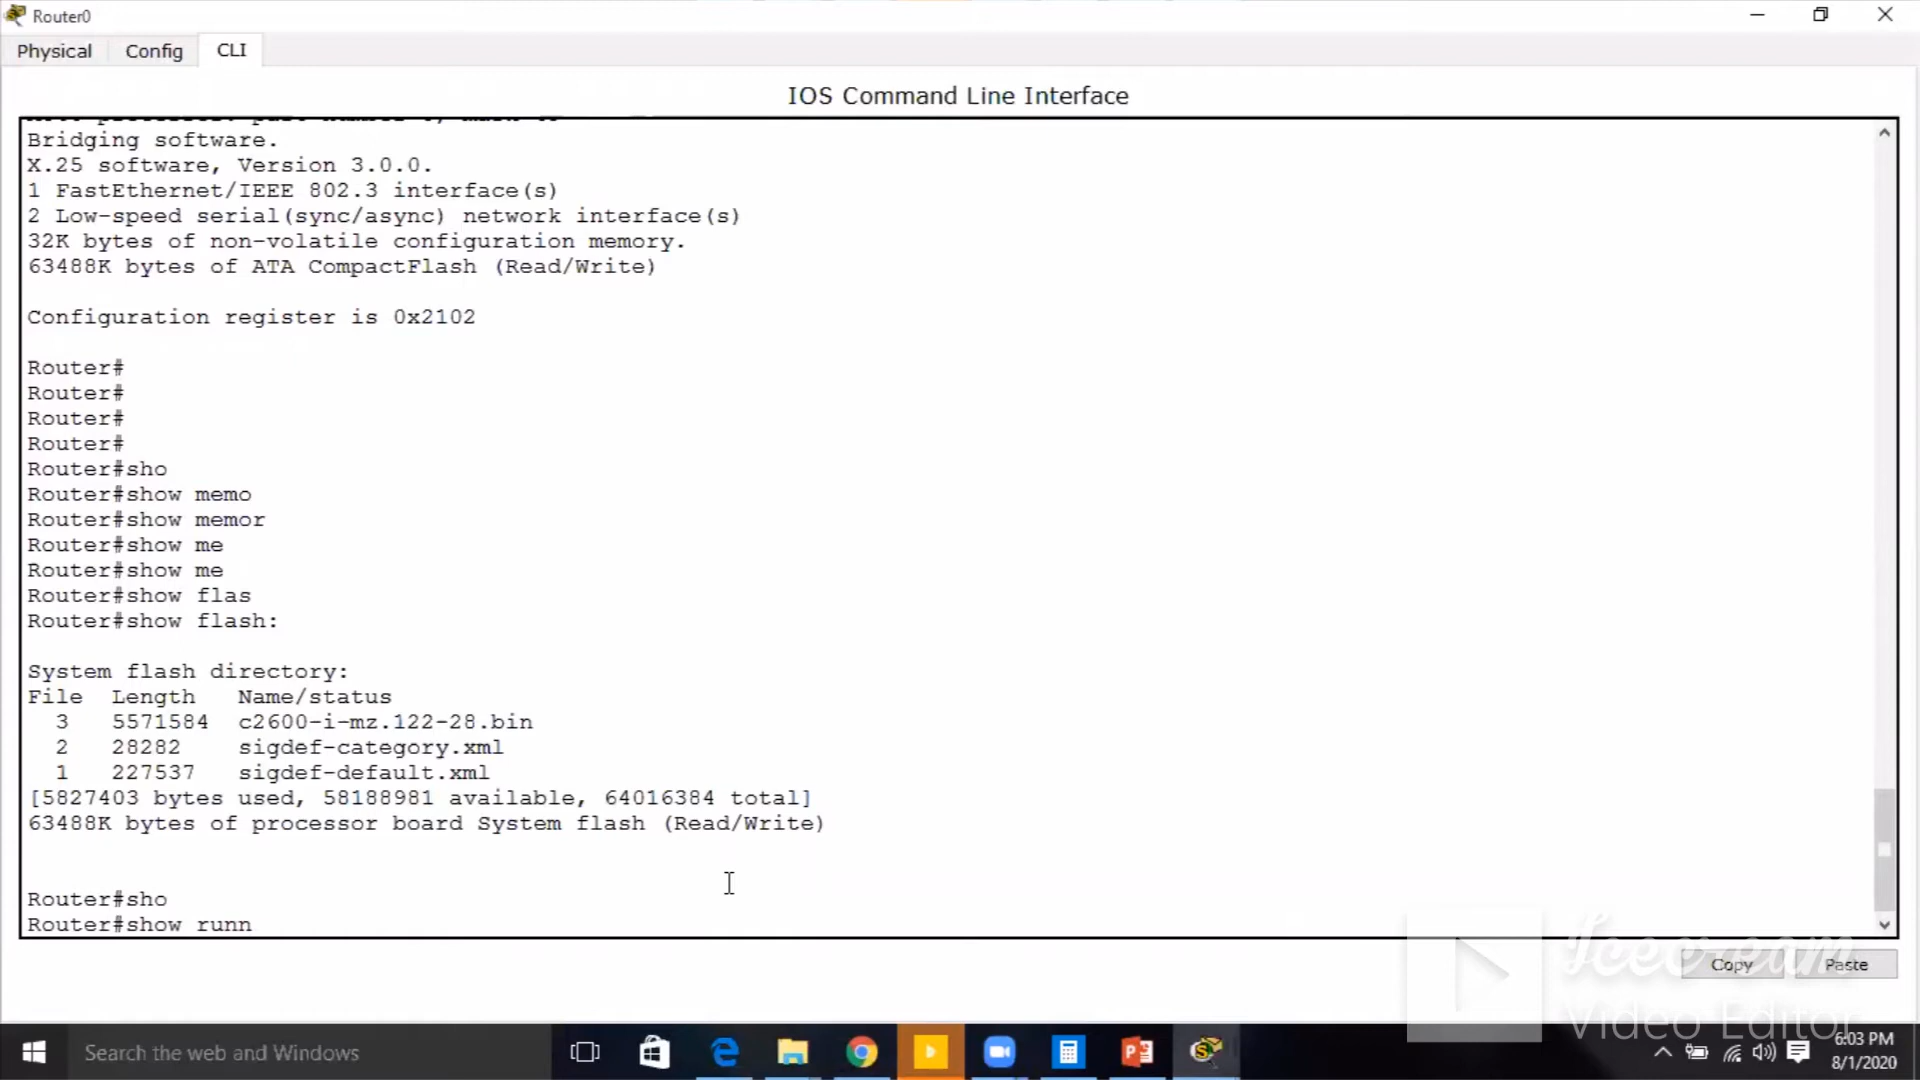 Router0
Physical Config CLI
IOS Command Line Interface
Bridging software.
X.25 software, Version 3.0.0.
1 FastEthernet/IEEE 802.3 interface(s)
2 Low-speed serial(sync/async) network interface(s)
32K bytes of non-volatile configuration memory.
63488K bytes of ATA CompactFlash (Read/Write)
Configuration register is 0x2102
Router#
Router#
Router#
Router#
Router#sho
Router#show memo
Router#show memor
Router#show me
Router#show me
Router#show flas
Router#show flash:
System flash directory:
File Length Name/status
3 5571584 c2600-i-mz.122-28.bin
2 28282 sigdef-category.xml
1 227537 sigdef-default.xml
[5827403 bytes used, 58188981 available, 64016384 total]
63488K bytes of processor board System flash (Read/Write)
Router#sho
Router#show runn
Copy Paste
Icecream
Video Editor
Search the web and Windows
6:03 PM
8/1/2020